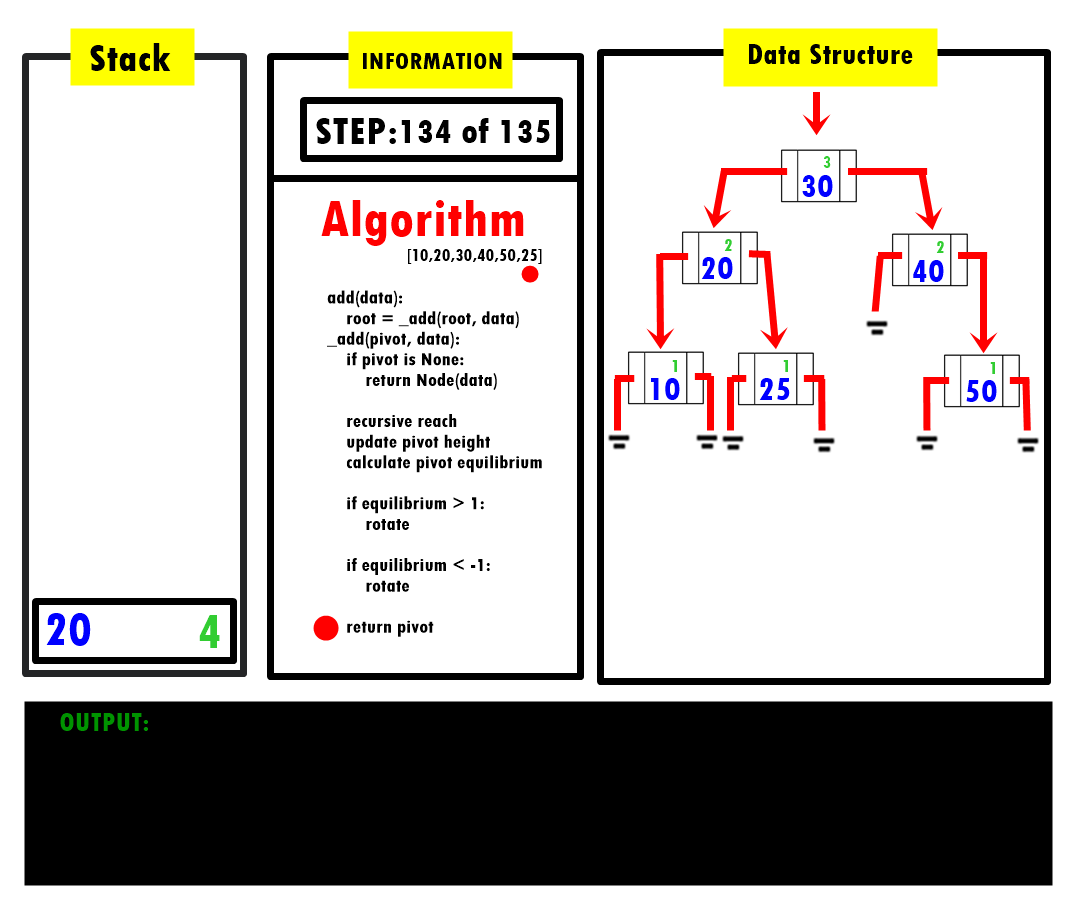 Stack
20 4
INFORMATION
STEP:134 of 135
Algorithm
[10,20,30,40,50,25]
add(data):
root = _add(root, data)
_add(pivot, data):
if pivot is None:
return Node(data)
recursive reach
update pivot height
calculate pivot equilibrium
if equilibrium > 1:
rotate
if equilibrium < -1:
rotate
return pivot
Data Structure
3
30
2
20
2
40
1
10
1
25
1
50
OUTPUT: